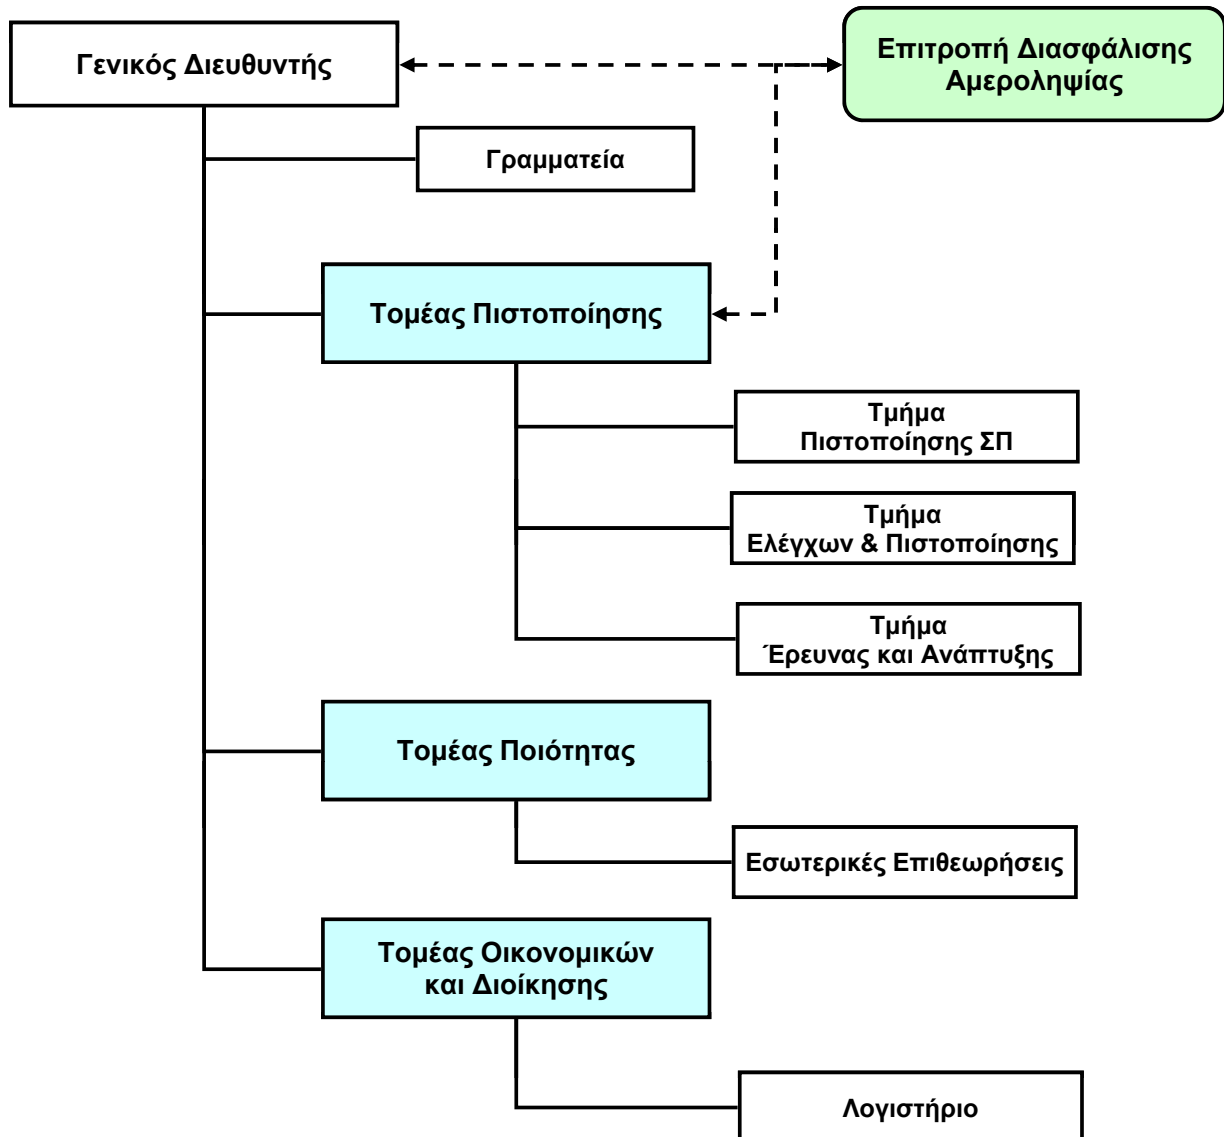 Γενικός Διευθυντής
Επιτροπή Διασφάλισης
Αμεροληψίας
Γραμματεία
Τομέας Πιστοποίησης
Τμήμα
Πιστοποίησης ΣΠ
Τμήμα
Ελέγχων & Πιστοποίησης
Τμήμα
Έρευνας και Ανάπτυξης
Τομέας Ποιότητας
Εσωτερικές Επιθεωρήσεις
Τομέας Οικονομικών
και Διοίκησης
Λογιστήριο